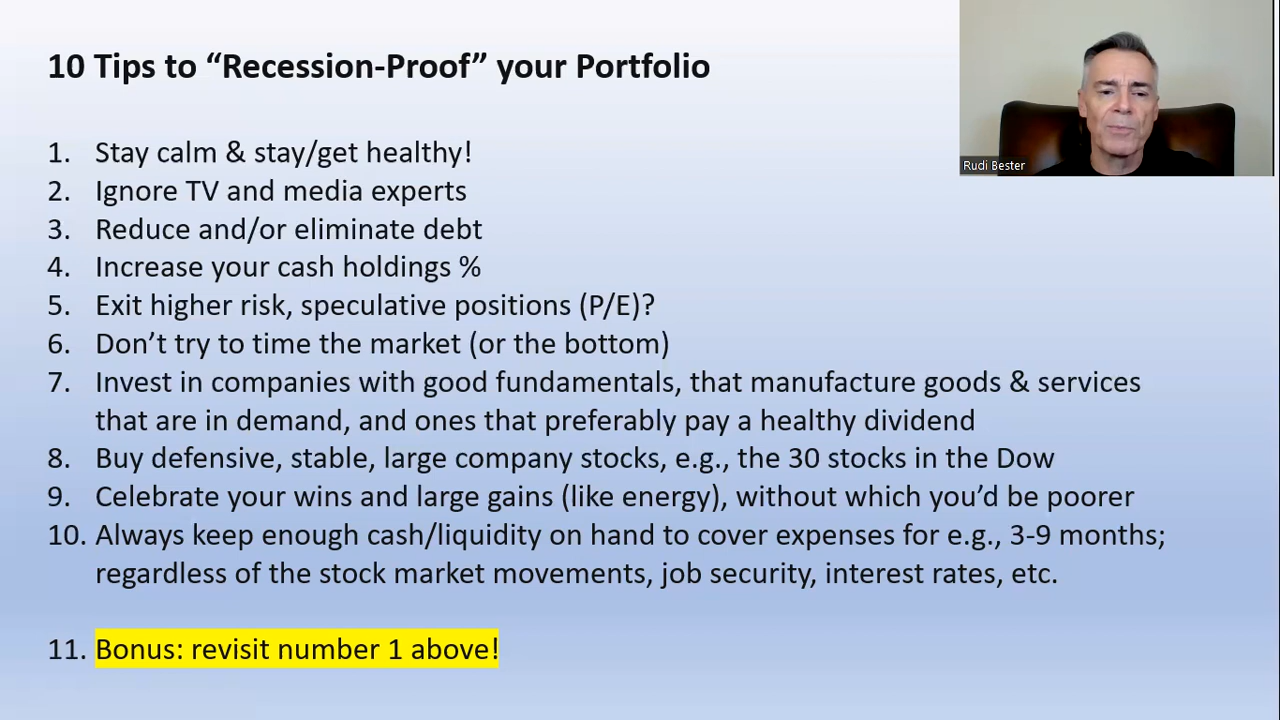 10 Tips to “Recession-Proof” your Portfolio
Rudi Bester
1. Stay calm & stay/get healthy!
2. Ignore TV and media experts
3. Reduce and/or eliminate debt
4. Increase your cash holdings %
5. Exit higher risk, speculative positions (P/E)?
6. Don’t try to time the market (or the bottom)
7. Invest in companies with good fundamentals, that manufacture goods & services
that are in demand, and ones that preferably pay a healthy dividend
8. Buy defensive, stable, large company stocks, e.g., the 30 stocks in the Dow
9. Celebrate your wins and large gains (like energy), without which you’d be poorer
10. Always keep enough cash/liquidity on hand to cover expenses for e.g., 3-9 months;
regardless of the stock market movements, job security, interest rates, etc.
11. Bonus: revisit number 1 above!